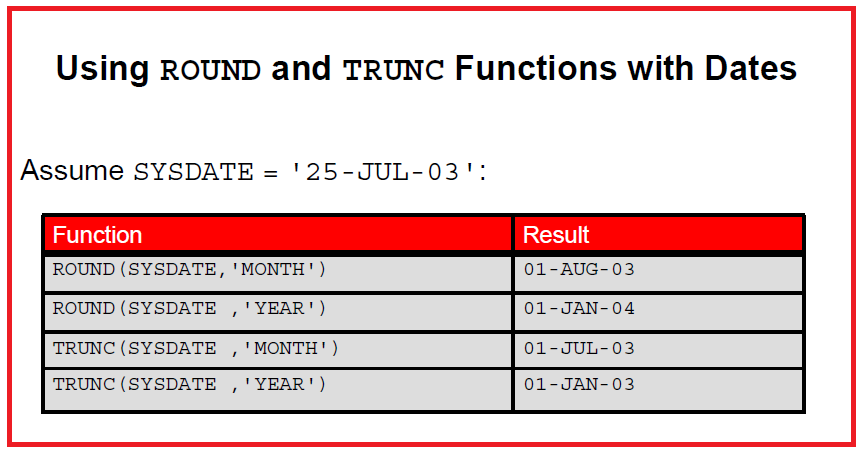 Using ROUND and TRUNC Functions with Dates
Assume SYSDATE = '25-JUL-03':
Function Result
ROUND(SYSDATE,'MONTH') 01-AUG-03
ROUND(SYSDATE ,'YEAR') 01-JAN-04
TRUNC(SYSDATE ,'MONTH') 01-JUL-03
TRUNC(SYSDATE ,'YEAR') 01-JAN-03